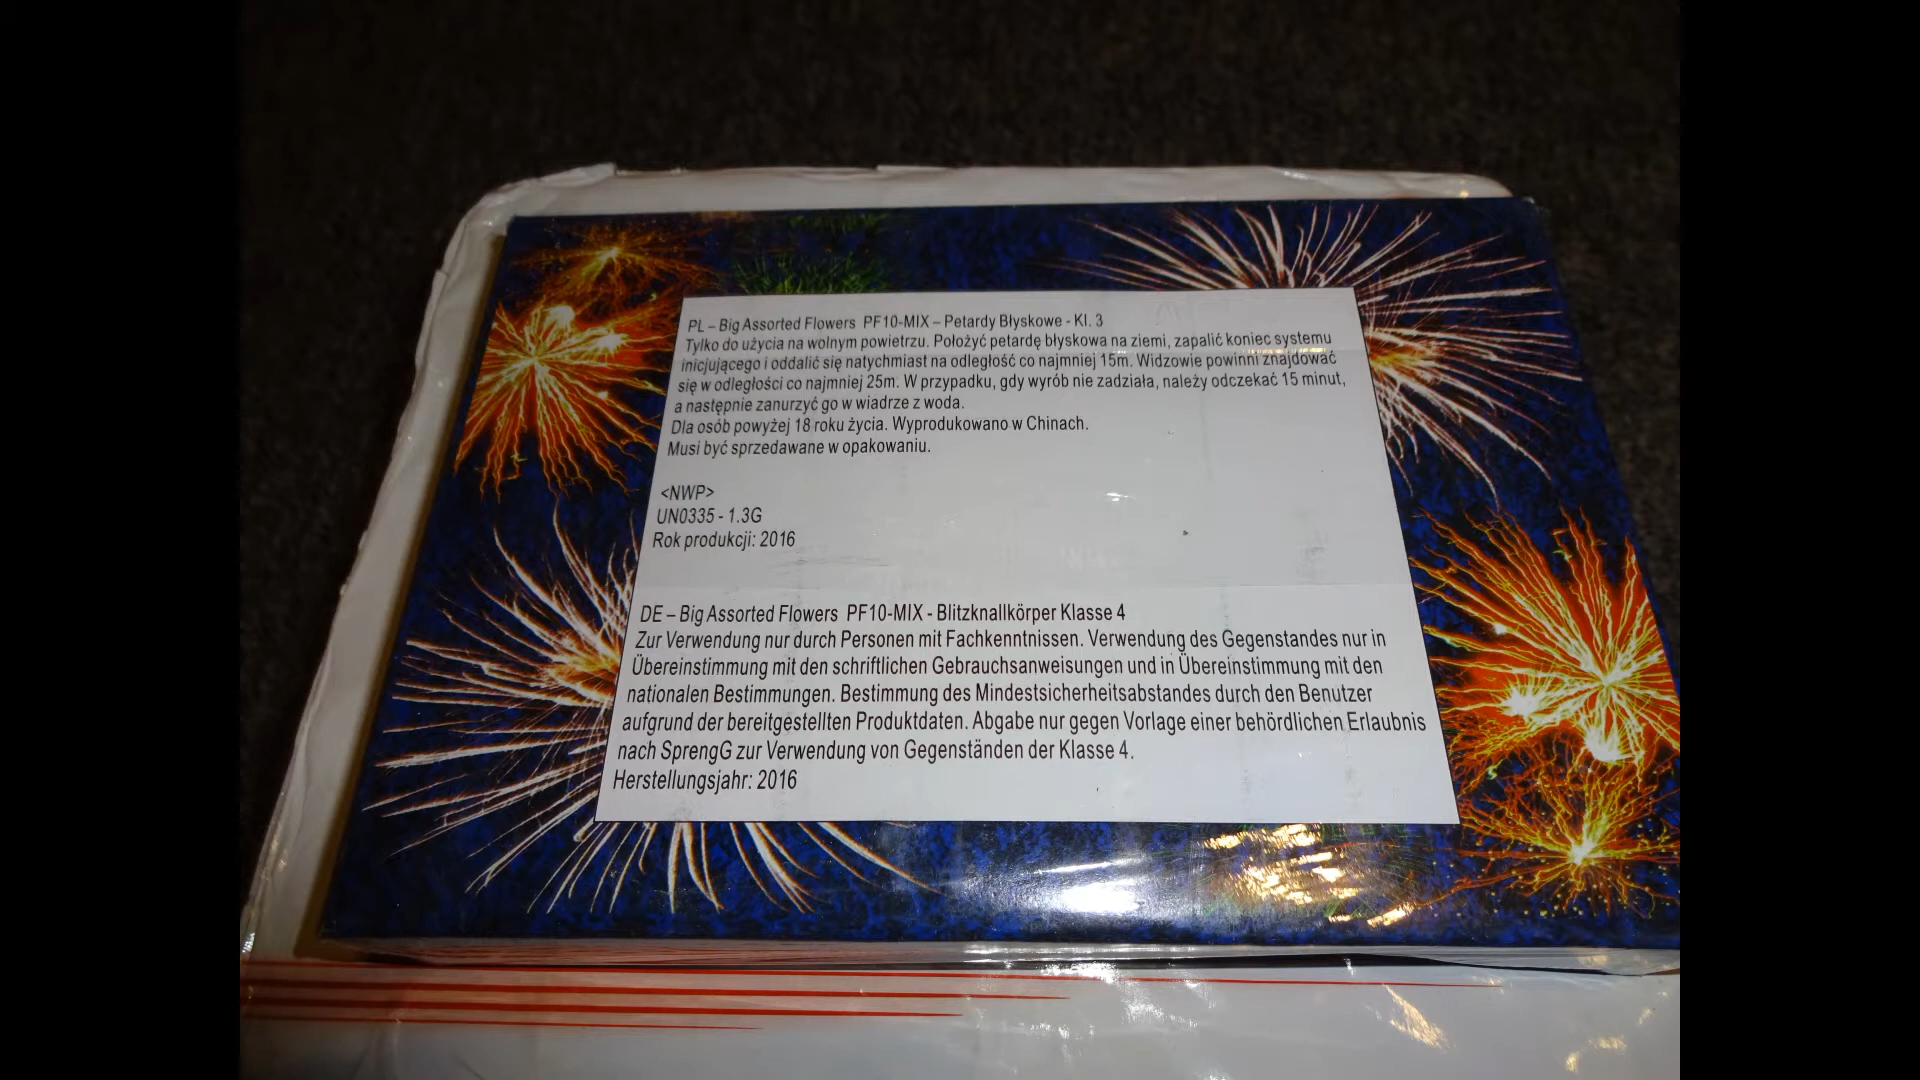 PL – Big Assorted Flowers PF10-MIX – Petardy Błyskowe - Kl. 3
Tylko do użycia na wolnym powietrzu. Położyć petardę błyskowa na ziemi, zapalić koniec systemu
inicjującego i oddalić się natychmiast na odległość co najmniej 15m. Widzowie powinni znajdować
się w odległości co najmniej 25m. W przypadku, gdy wyrób nie zadziała, należy odczekać 15 minut,
a następnie zanurzyć go w wiadrze z woda.
Dla osób powyżej 18 roku życia. Wyprodukowano w Chinach.
Musi być sprzedawane w opakowaniu.
<NWP>
UN0335 - 1.3G
Rok produkcji: 2016
DE – Big Assorted Flowers PF10-MIX - Blitzknallkörper Klasse 4
Zur Verwendung nur durch Personen mit Fachkenntnissen. Verwendung des Gegenstandes nur in
Übereinstimmung mit den schriftlichen Gebrauchsanweisungen und in Übereinstimmung mit den
nationalen Bestimmungen. Bestimmung des Mindestsicherheitsabstandes durch den Benutzer
aufgrund der bereitgestellten Produktdaten. Abgabe nur gegen Vorlage einer behördlichen Erlaubnis
nach SprengG zur Verwendung von Gegenständen der Klasse 4.
Herstellungsjahr: 2016